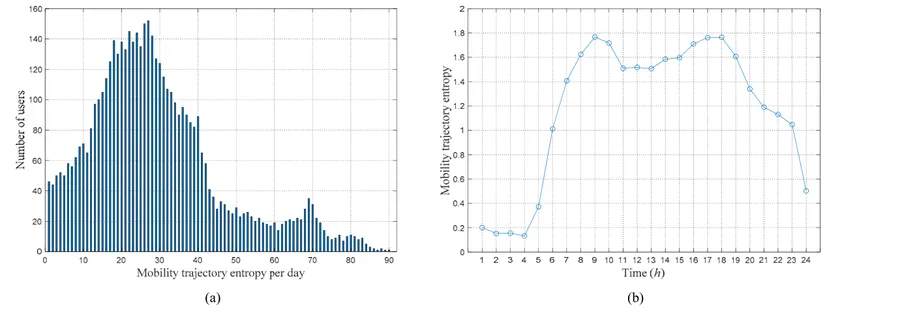 160
140
120
100
80
60
40
20
0
Number of users
0 10 20 30 40 50 60 70 80 90
Mobility trajectory entropy per day
(a)
2
1.8
1.6
1.4
1.2
1
0.8
0.6
0.4
0.2
0
Mobility trajectory entropy
1 2 3 4 5 6 7 8 9 10 11 12 13 14 15 16 17 18 19 20 21 22 23 24
Time (h)
(b)